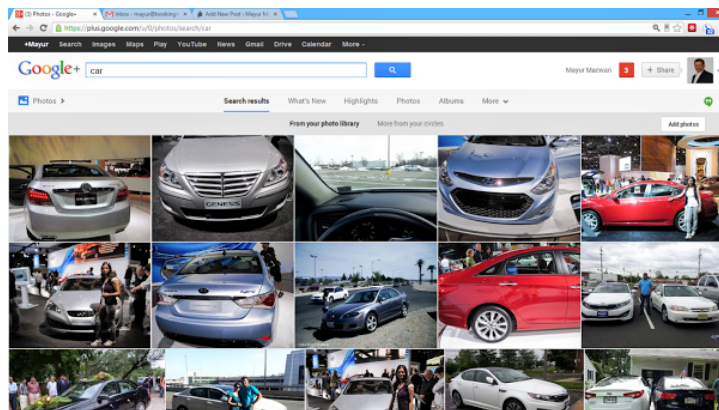 (3) Photos - Google+
Inbox - mayur@bookingw
Add New Post ‹ Mayur M
https://plus.google.com/u/0/photos/search/car
+Mayur Search Images Maps Play YouTube News Gmail Drive Calendar More
Google+ car
Mayur Macwan 3 + Share
Photos > Search results What's New Highlights Photos Albums More
From your photo library More from your circles Add photos
GENESIS